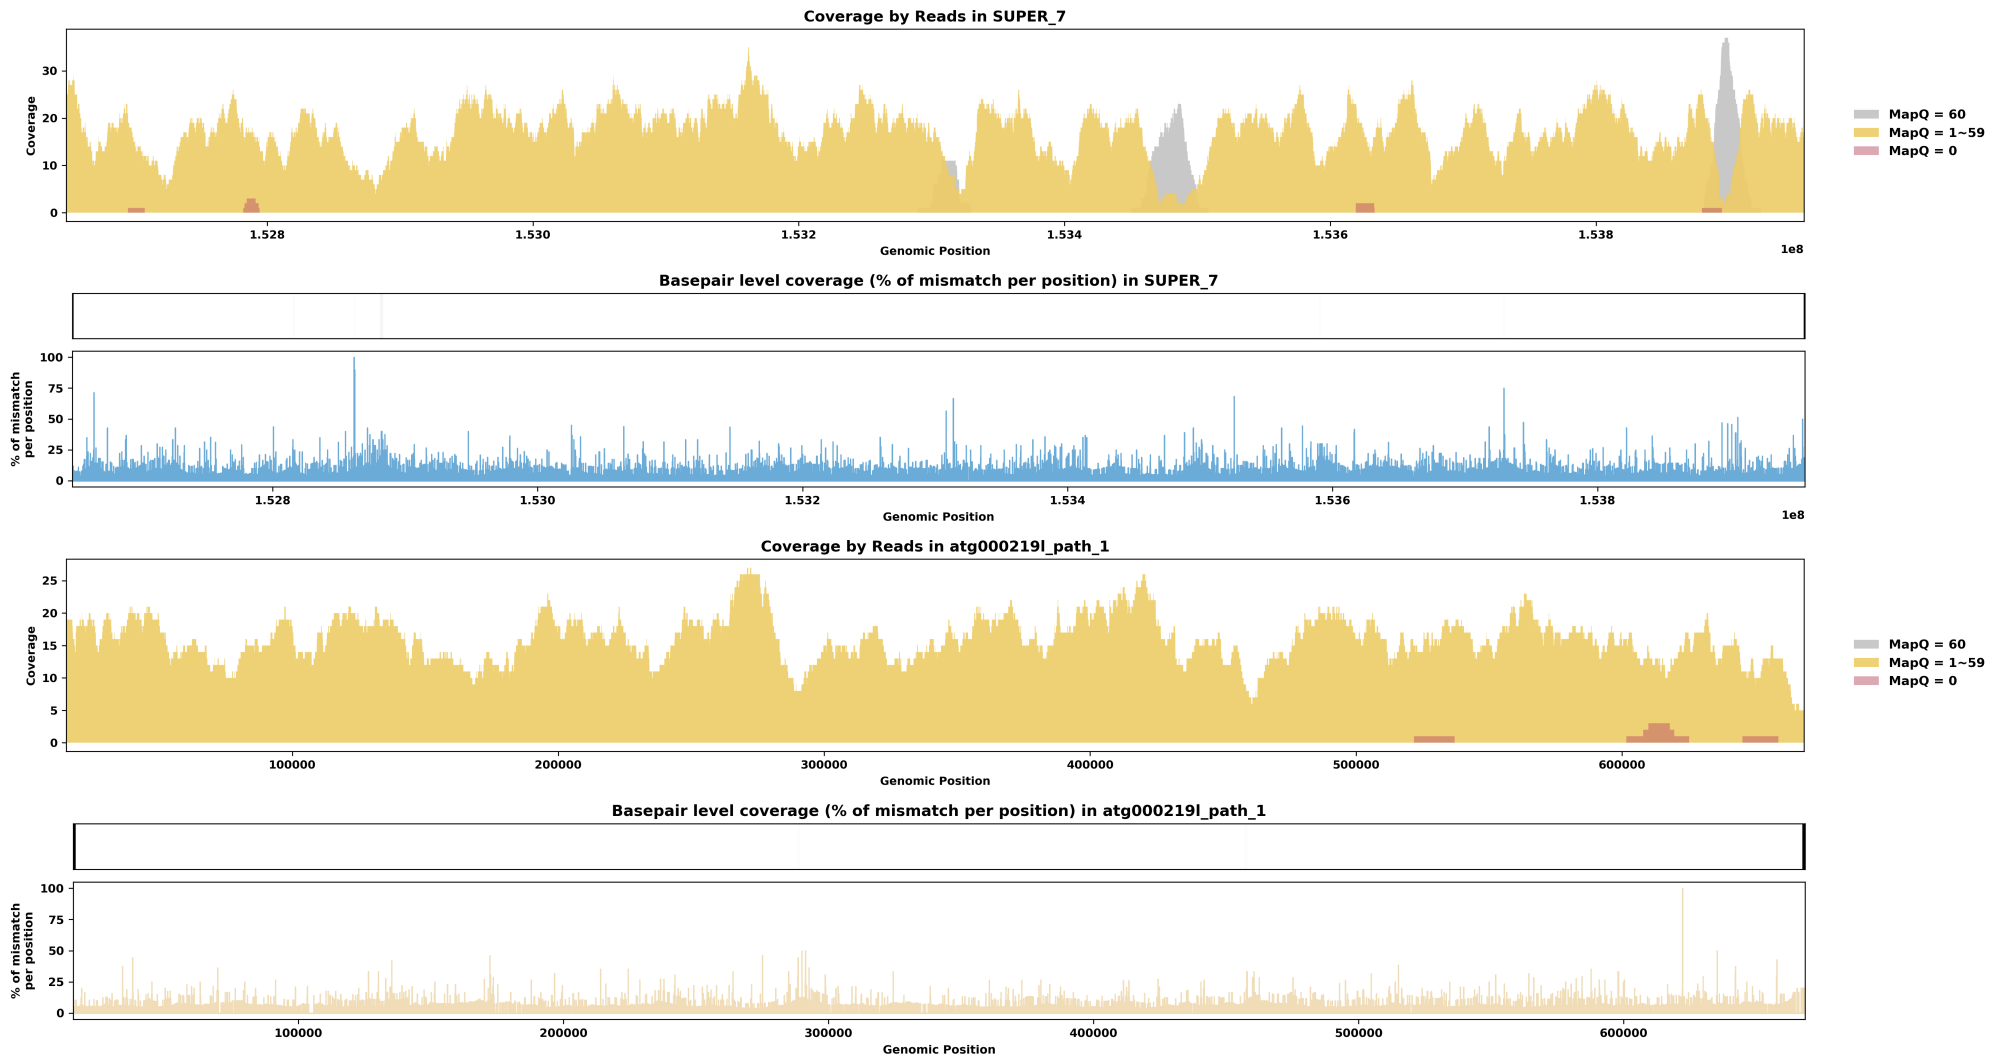 Coverage by Reads in SUPER_7
Coverage
30
20
10
0
1.528
1.530
1.532
1.534
1.536
1.538
Genomic Position
1e8
MapQ = 60
MapQ = 1~59
MapQ = 0
Basepair level coverage (% of mismatch per position) in SUPER_7
% of mismatch
per position
100
75
50
25
0
1.528
1.530
1.532
1.534
1.536
1.538
Genomic Position
1e8
Coverage by Reads in atg000219l_path_1
Coverage
25
20
15
10
5
0
100000
200000
300000
400000
500000
600000
Genomic Position
MapQ = 60
MapQ = 1~59
MapQ = 0
Basepair level coverage (% of mismatch per position) in atg000219l_path_1
% of mismatch
per position
100
75
50
25
0
100000
200000
300000
400000
500000
600000
Genomic Position